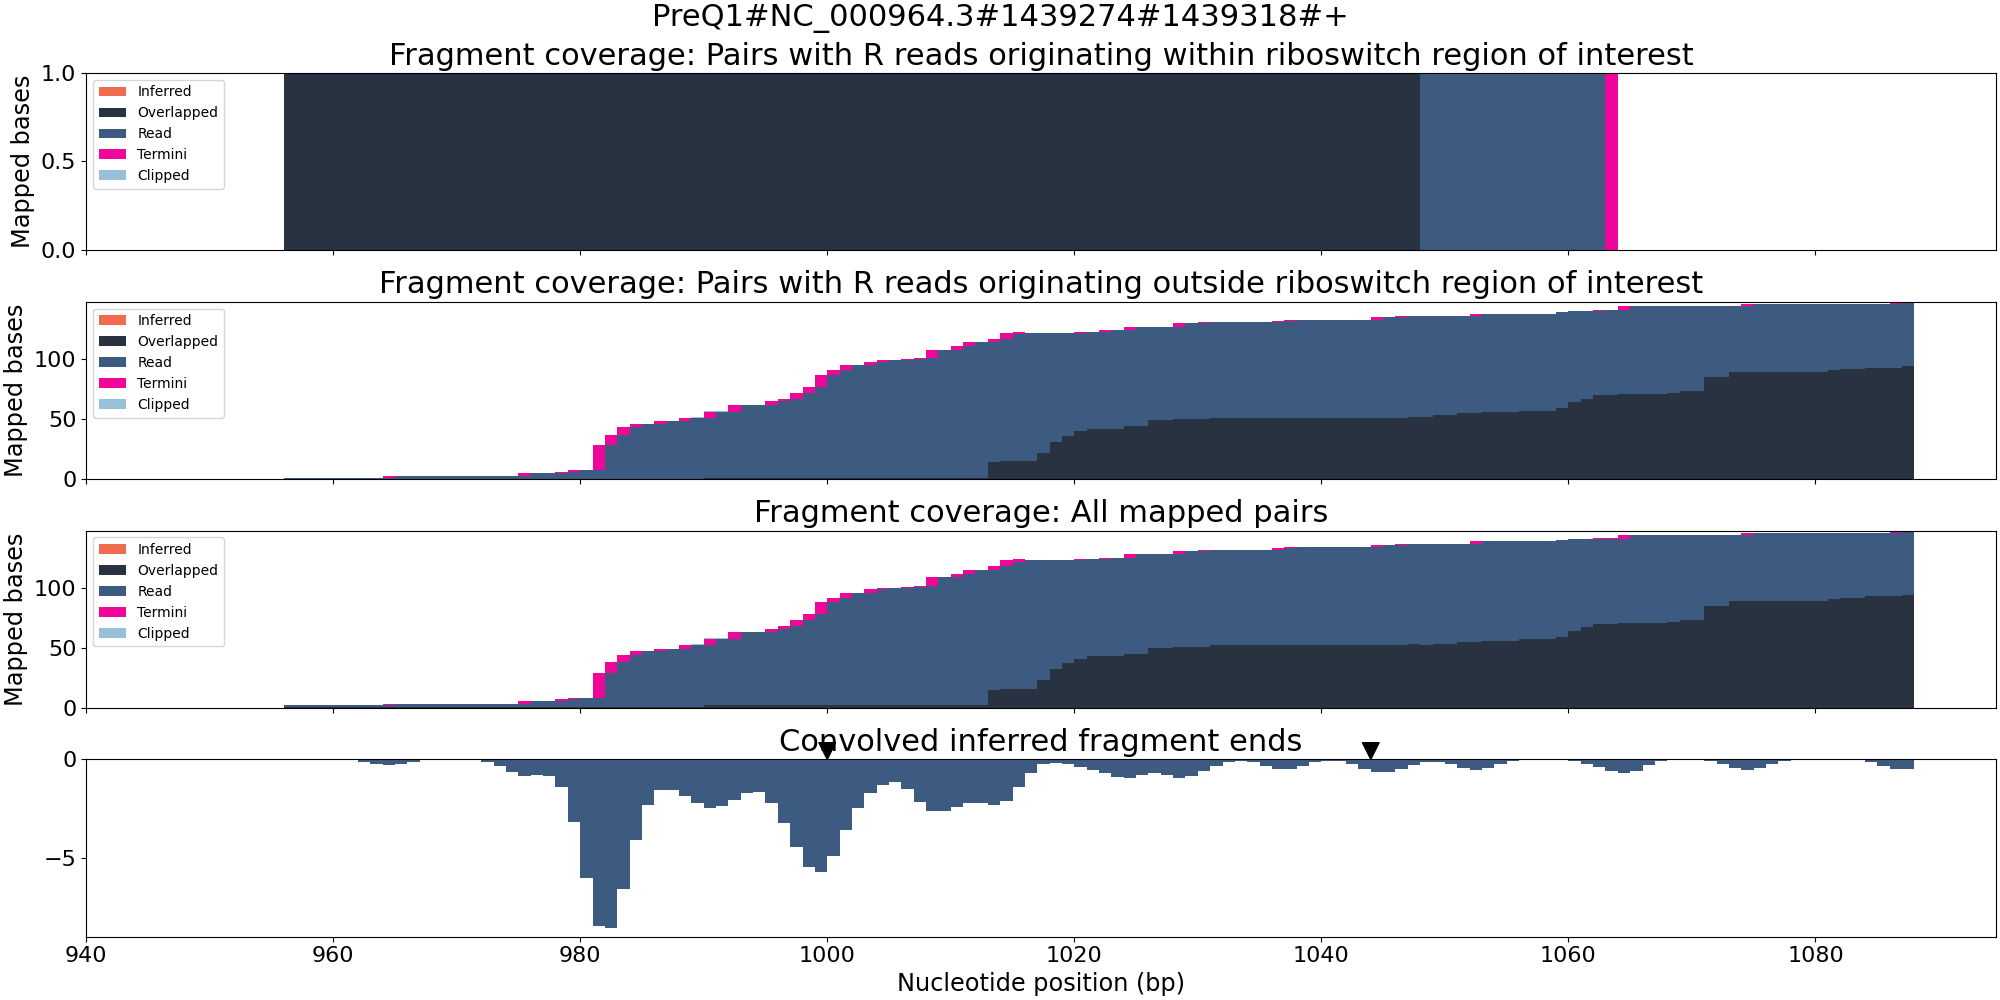 PreQ1#NC_000964.3#1439274#1439318#+
Fragment coverage: Pairs with R reads originating within riboswitch region of interest
Mapped bases
1.0
0.5
0.0
Inferred
Overlapped
Read
Termini
Clipped
Fragment coverage: Pairs with R reads originating outside riboswitch region of interest
Mapped bases
100
50
0
Inferred
Overlapped
Read
Termini
Clipped
Fragment coverage: All mapped pairs
Mapped bases
100
50
0
Inferred
Overlapped
Read
Termini
Clipped
Convolved inferred fragment ends
0
−5
940 960 980 1000 1020 1040 1060 1080
Nucleotide position (bp)